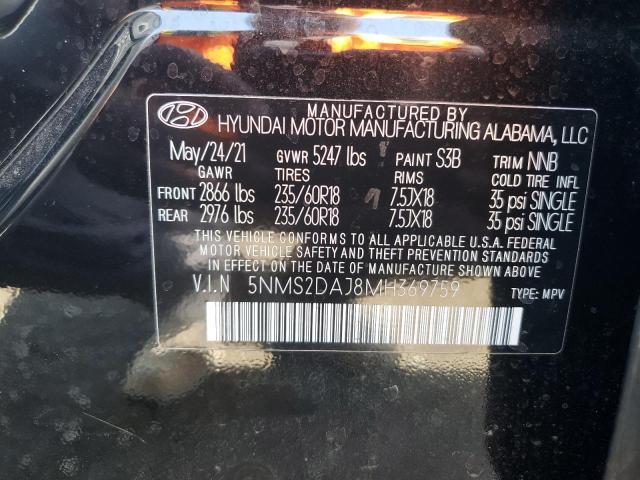 MANUFACTURED BY
HYUNDAI MOTOR MANUFACTURING ALABAMA, LLC
May/24/21 GVWR 5247 lbs PAINT S3B TRIM NNB
GAWR TIRES RIMS COLD TIRE INFL
FRONT 2866 lbs 235/60R18 7.5JX18 35 psi SINGLE
REAR 2976 lbs 235/60R18 7.5JX18 35 psi SINGLE
THIS VEHICLE CONFORMS TO ALL APPLICABLE U.S.A. FEDERAL
MOTOR VEHICLE SAFETY AND THEFT PREVENTION STANDARDS
IN EFFECT ON THE DATE OF MANUFACTURE SHOWN ABOVE.
V.I.N 5NMS2DAJ8MH369759 TYPE: MPV